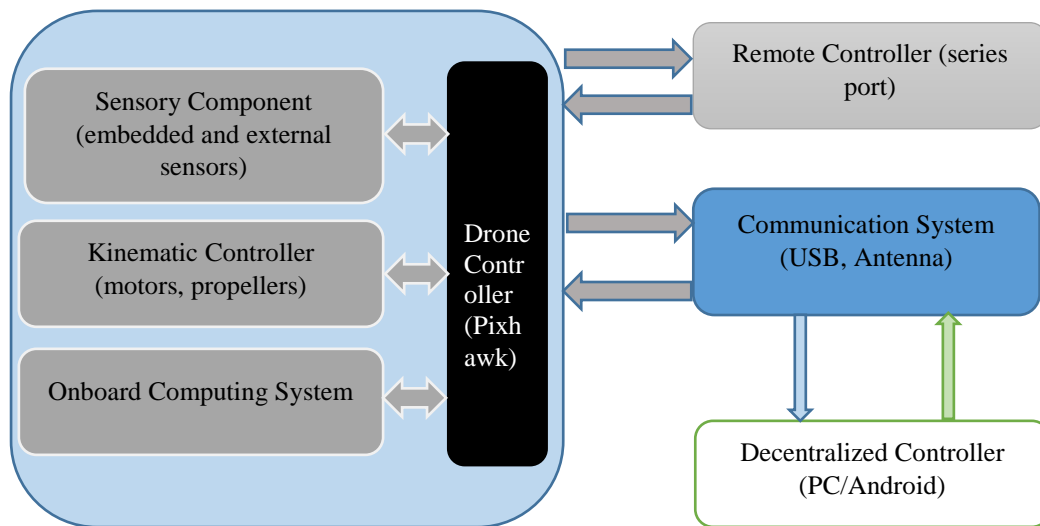 Sensory Component
(embedded and external
sensors)
Kinematic Controller
(motors, propellers)
Onboard Computing System
Drone
Contr
oller
(Pixh
awk)
Remote Controller (series
port)
Communication System
(USB, Antenna)
Decentralized Controller
(PC/Android)